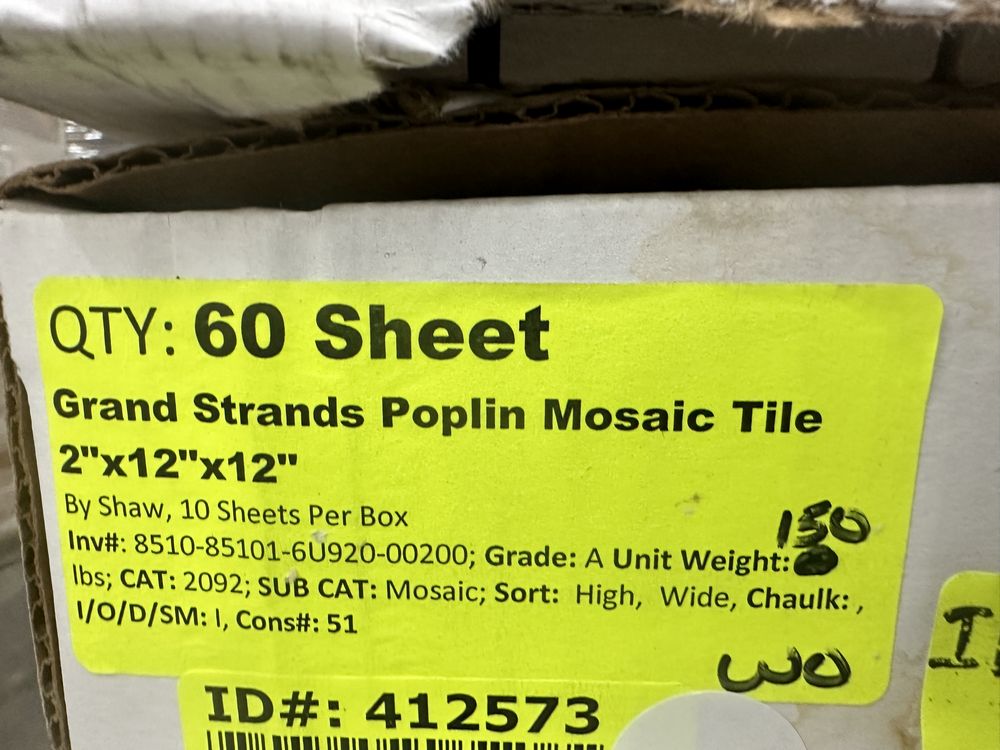 QTY: 60 Sheet
Grand Strands Poplin Mosaic Tile
2"x12"x12"
By Shaw, 10 Sheets Per Box
150
Inv#: 8510-85101-6U920-00200; Grade: A Unit Weight:
lbs; CAT: 2092; SUB CAT: Mosaic; Sort: High, Wide, Chaulk: ,
I/O/D/SM: I, Cons#: 51
WO
I
ID#: 412573